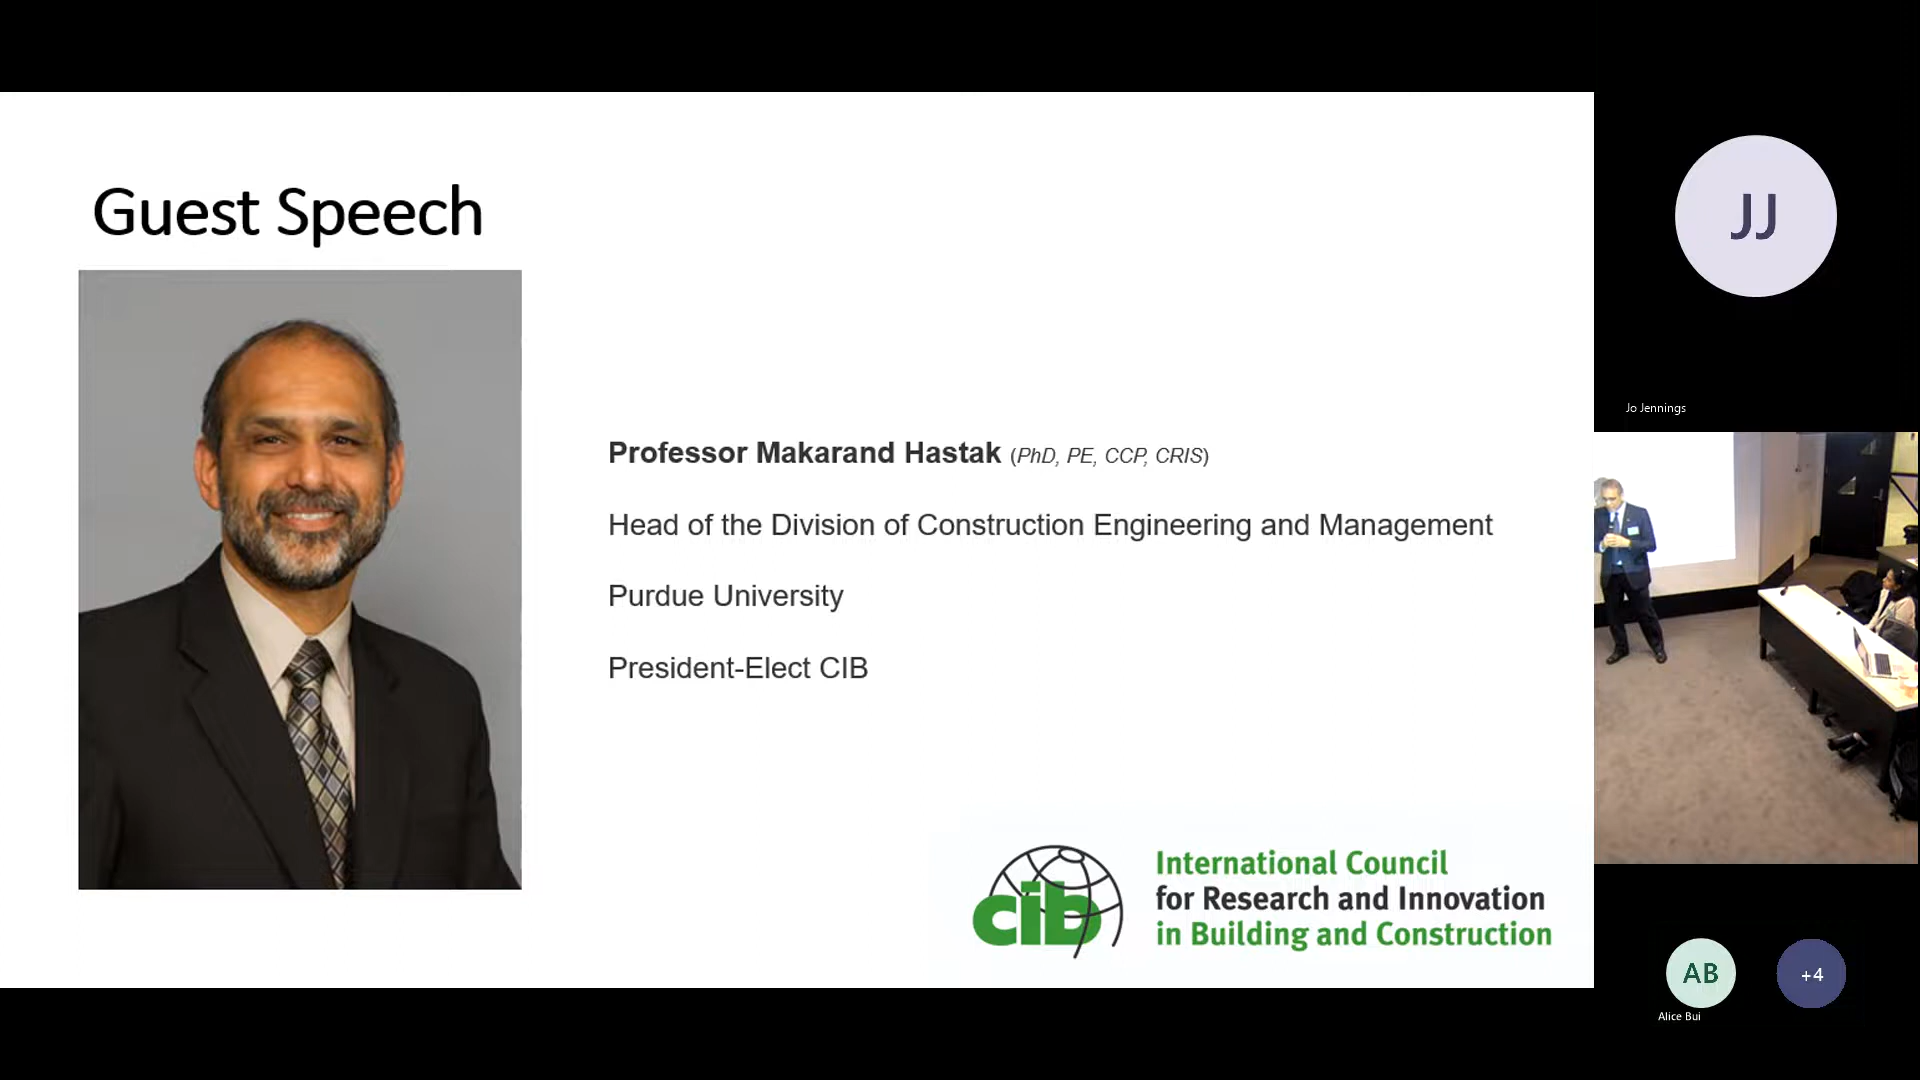 Guest Speech
Professor Makarand Hastak (PhD, PE, CCP, CRIS)
Head of the Division of Construction Engineering and Management
Purdue University
President-Elect CIB
cib
International Council
for Research and Innovation
in Building and Construction
JJ
Jo Jennings
AB
+4
Alice Bui